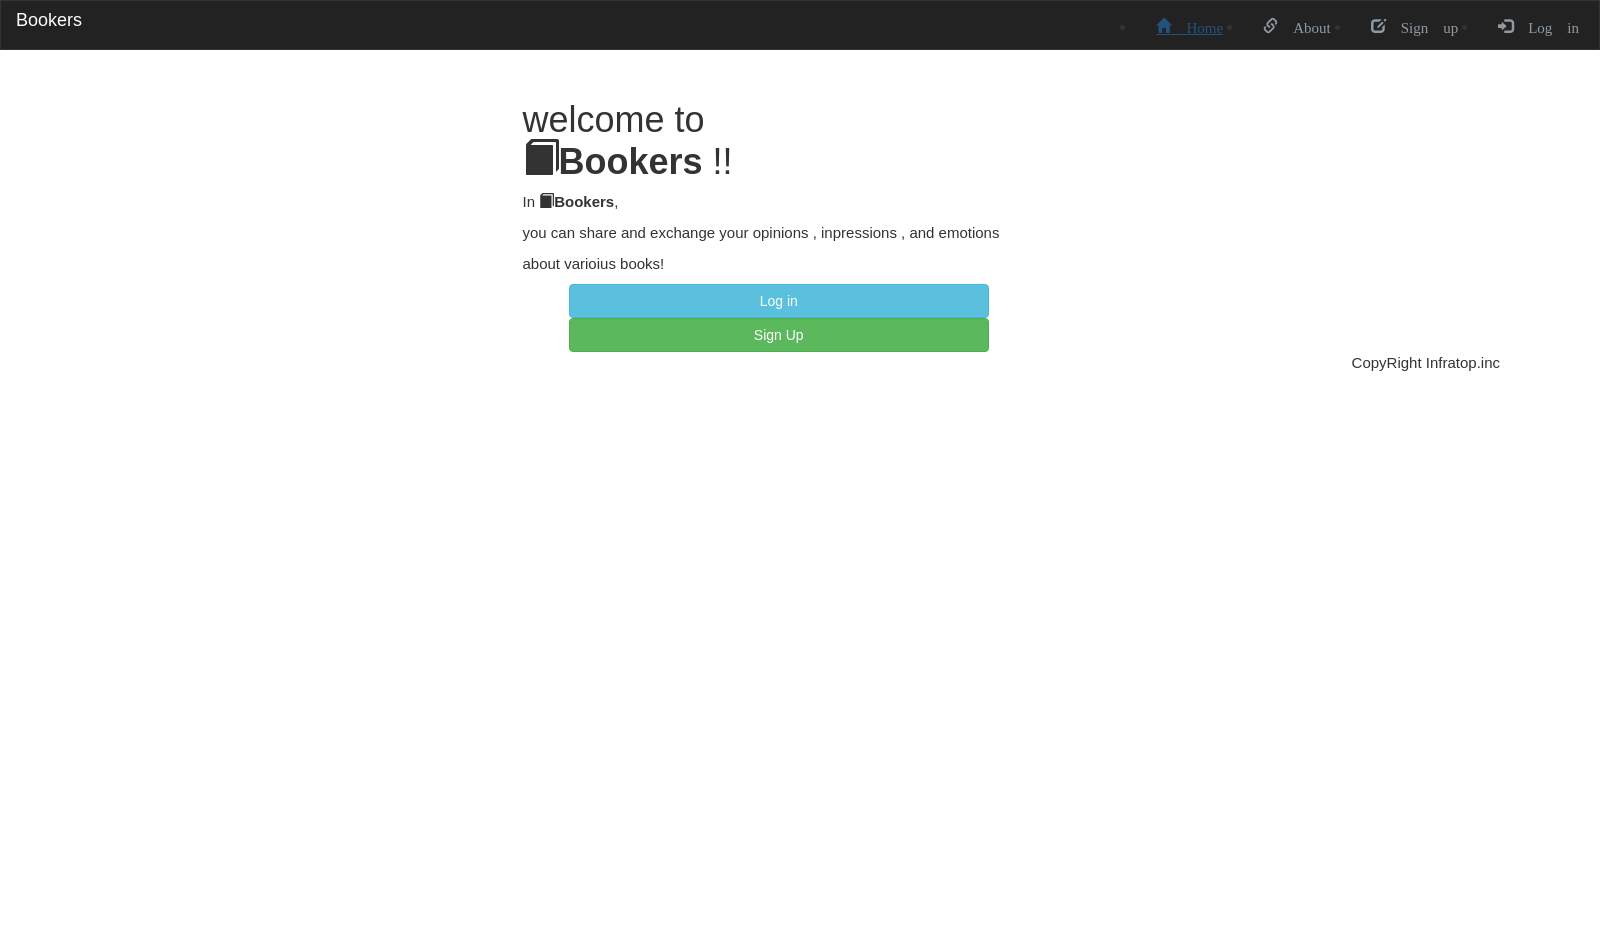 Bookers
Home
About
Sign up
Log in
welcome to
Bookers !!
In Bookers,
you can share and exchange your opinions , inpressions , and emotions
about varioius books!
Log in
Sign Up
CopyRight Infratop.inc